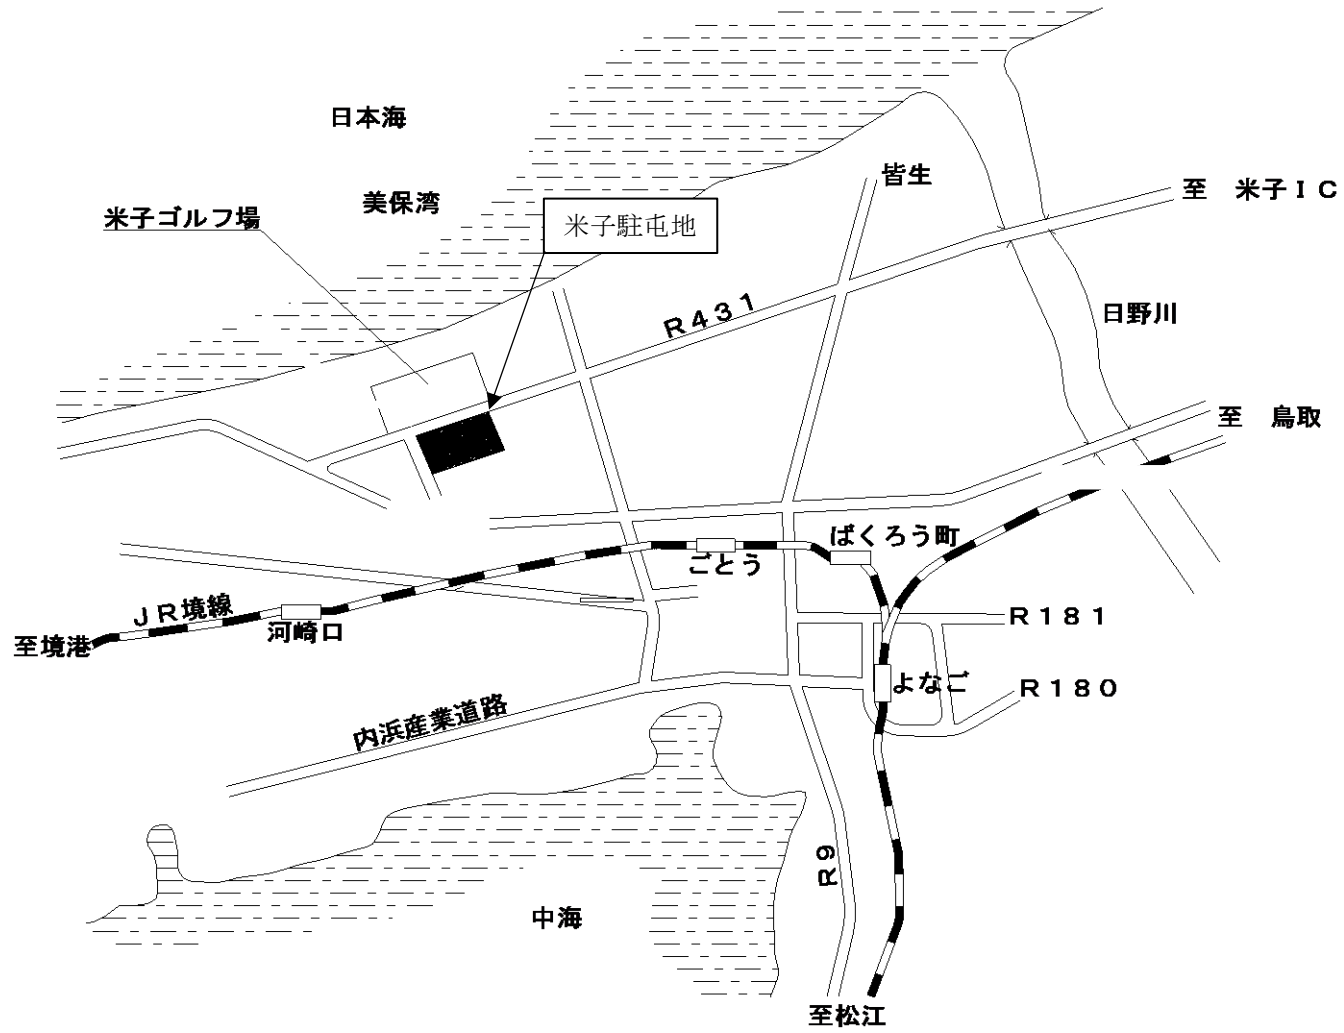 日本海
皆生
至　米子ＩＣ
美保湾
米子ゴルフ場
米子駐屯地
Ｒ４３１
日野川
至　鳥取
ばくろう町
ごとう
ＪＲ境線
河崎口
至境港
Ｒ１８１
よなご
Ｒ１８０
内浜産業道路
Ｒ９
中海
至松江